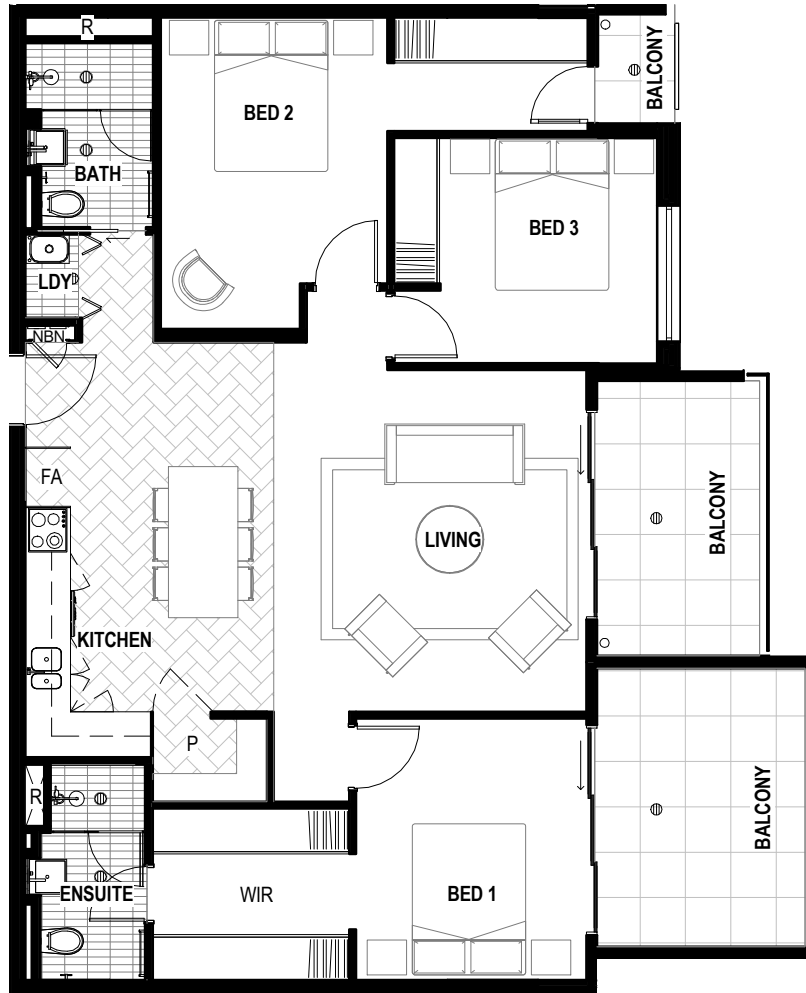 R
BALCONY
BED 2
BATH
BED 3
LDY
NBN
FA
BALCONY
LIVING
KITCHEN
P
R
BALCONY
ENSUITE
WIR
BED 1